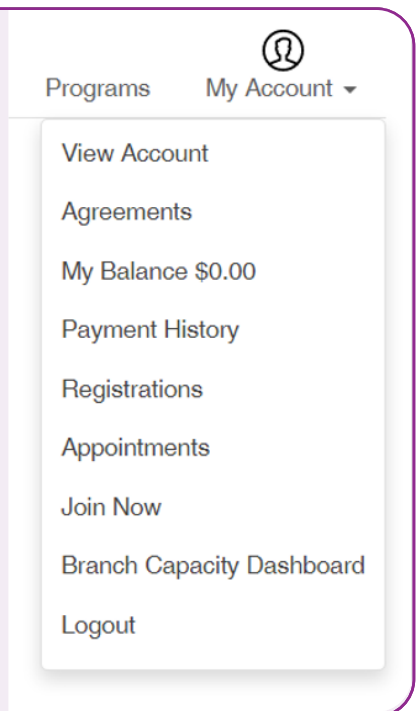 Programs My Account
View Account
Agreements
My Balance $0.00
Payment History
Registrations
Appointments
Join Now
Branch Capacity Dashboard
Logout